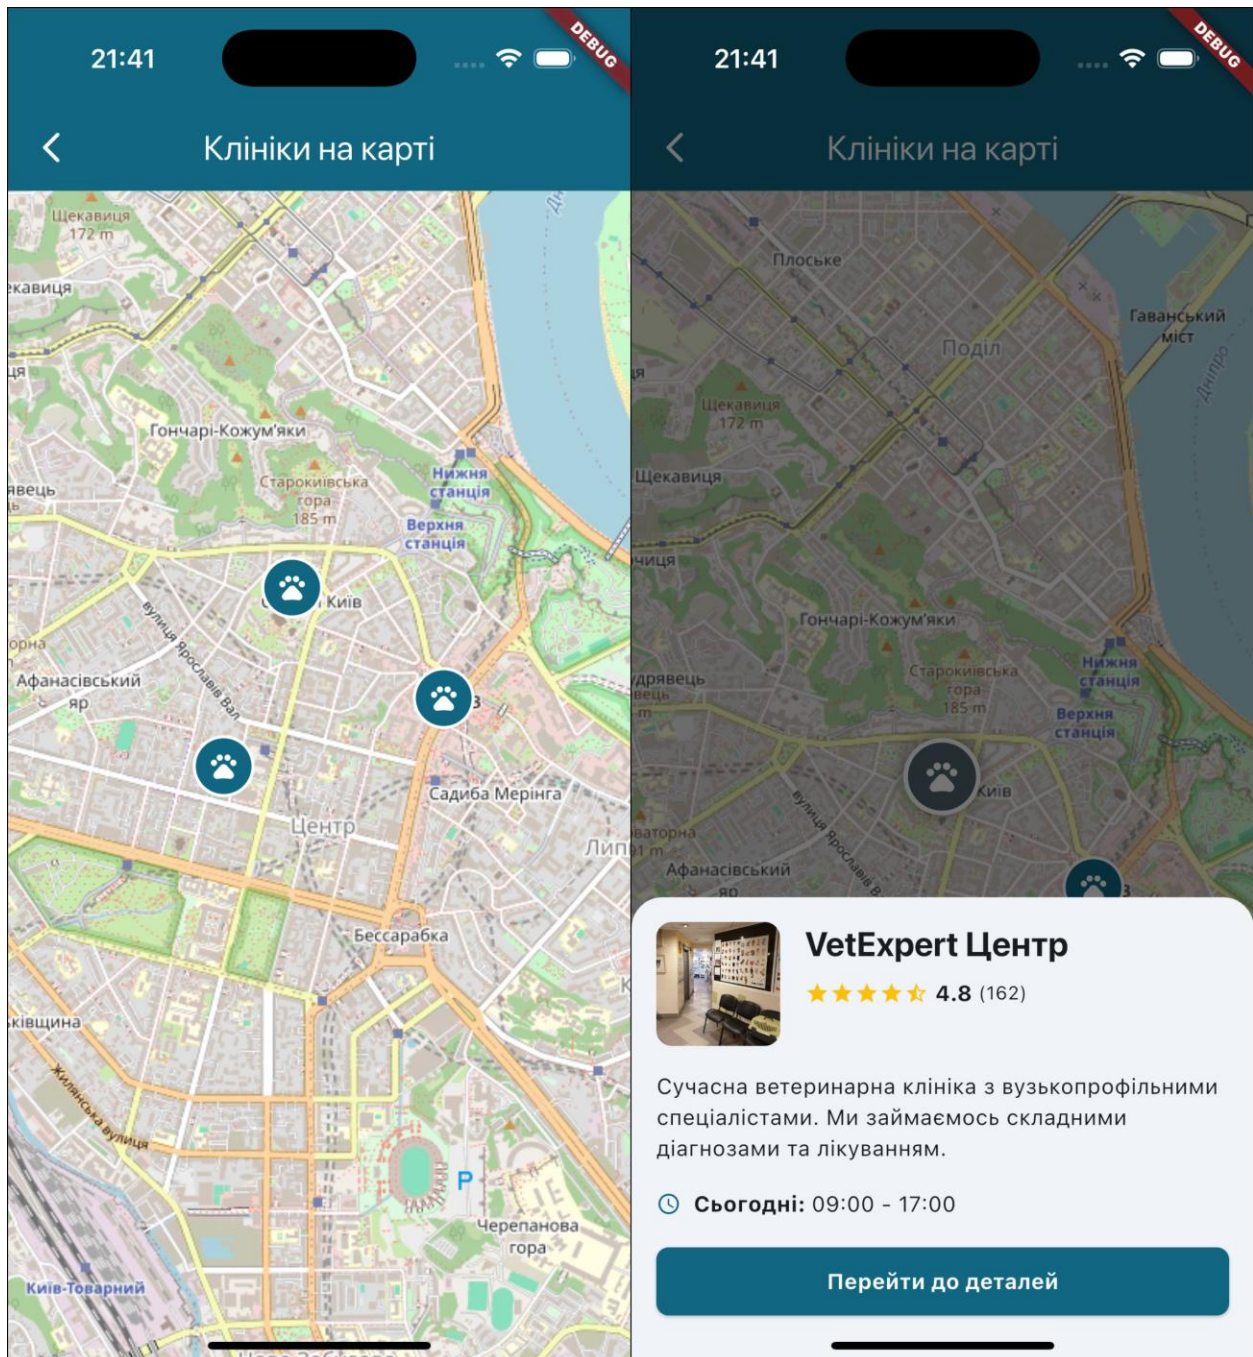 21:41
DEBUG
Клініки на карті
Щекавиця
172 m
Гончарі-Кожум'яки
Старокиївська
гора
185 m
Нижня
станція
Верхня
станція
Київ
вулиця Ярославів Вал
Афанасівський
яр
Садиба Мерінга
Центр
Бессарабка
Жилянська вулиця
P
Черепанова
гора
Київ-Товарний
21:41
DEBUG
Клініки на карті
Плоське
Гаванський
міст
Поділ
Дніпро
Щекавиця
172 m
Щекавиця
Гончарі-Кожум'яки
Старокиївська
гора
185 m
Нижня
станція
Верхня
станція
Київ
вулиця Ярославів В
Афанасівський
яр
VetExpert Центр
4.8 (162)
Сучасна ветеринарна клініка з вузькопрофільними
спеціалістами. Ми займаємось складними
діагнозами та лікуванням.
Сьогодні: 09:00 - 17:00
Перейти до деталей